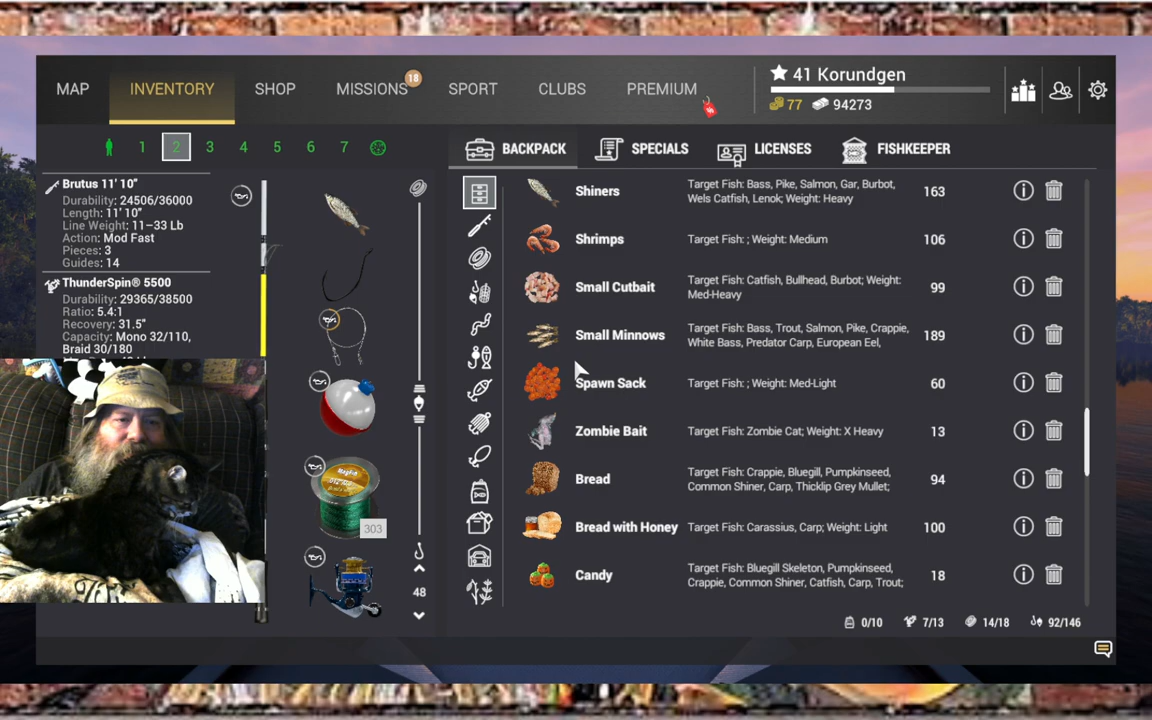 MAP
INVENTORY
SHOP
MISSIONS
18
SPORT
CLUBS
PREMIUM
41 Korundgen
77
94273
1
2
3
4
5
6
7
BACKPACK
SPECIALS
LICENSES
FISHKEEPER
Brutus 11' 10"
Durability: 24506/36000
Length: 11' 10"
Line Weight: 11–33 Lb
Action: Mod Fast
Pieces: 3
Guides: 14
ThunderSpin® 5500
Durability: 29365/38500
Ratio: 5.4:1
Recovery: 31.5"
Capacity: Mono 32/110,
Braid 30/180
303
48
Shiners
Target Fish: Bass, Pike, Salmon, Gar, Burbot,
Wels Catfish, Lenok; Weight: Heavy
163
Shrimps
Target Fish: ; Weight: Medium
106
Small Cutbait
Target Fish: Catfish, Bullhead, Burbot; Weight:
Med-Heavy
99
Small Minnows
Target Fish: Bass, Trout, Salmon, Pike, Crappie,
White Bass, Predator Carp, European Eel,
189
Spawn Sack
Target Fish: ; Weight: Med-Light
60
Zombie Bait
Target Fish: Zombie Cat; Weight: X Heavy
13
Bread
Target Fish: Crappie, Bluegill, Pumpkinseed,
Common Shiner, Carp, Thicklip Grey Mullet;
94
Bread with Honey
Target Fish: Carassius, Carp; Weight: Light
100
Candy
Target Fish: Bluegill Skeleton, Pumpkinseed,
Crappie, Common Shiner, Catfish, Carp, Trout;
18
0/10
7/13
14/18
92/146